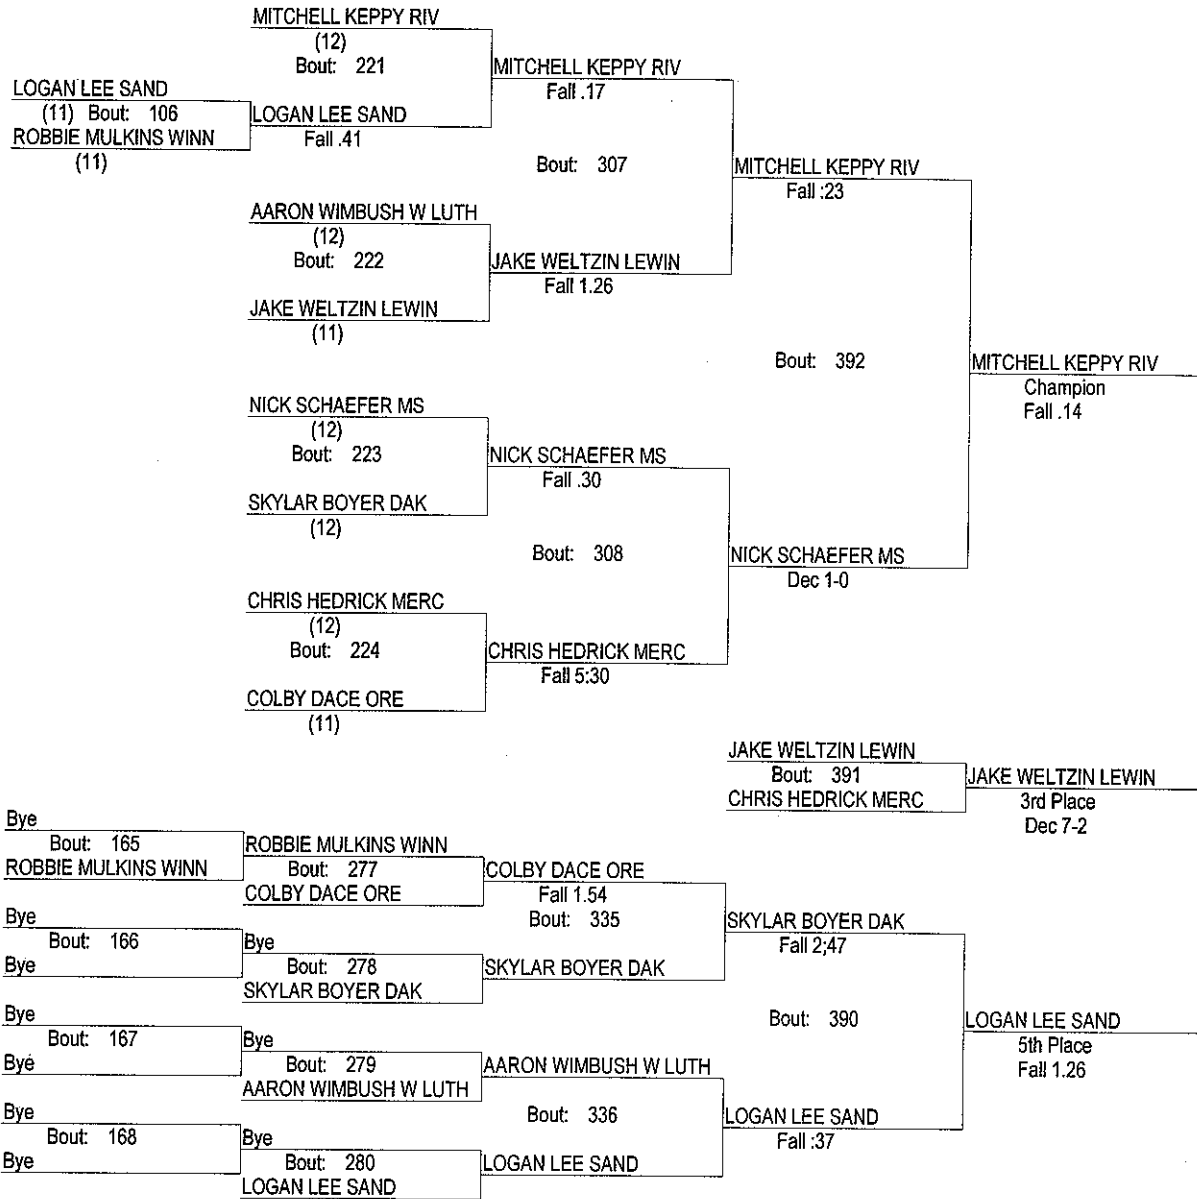 MITCHELL KEPPY RIV
(12)
Bout: 221
MITCHELL KEPPY RIV
Fall .17
LOGAN LEE SAND
(11) Bout: 106
LOGAN LEE SAND
Fall .41
ROBBIE MULKINS WINN
(11)
Bout: 307
MITCHELL KEPPY RIV
Fall :23
AARON WIMBUSH W LUTH
(12)
Bout: 222
JAKE WELTZIN LEWIN
Fall 1.26
JAKE WELTZIN LEWIN
(11)
Bout: 392
MITCHELL KEPPY RIV
Champion
Fall .14
NICK SCHAEFER MS
(12)
Bout: 223
NICK SCHAEFER MS
Fall .30
SKYLAR BOYER DAK
(12)
Bout: 308
NICK SCHAEFER MS
Dec 1-0
CHRIS HEDRICK MERC
(12)
Bout: 224
CHRIS HEDRICK MERC
Fall 5:30
COLBY DACE ORE
(11)
JAKE WELTZIN LEWIN
Bout: 391
CHRIS HEDRICK MERC
JAKE WELTZIN LEWIN
3rd Place
Dec 7-2
Bye
Bout: 165
ROBBIE MULKINS WINN
ROBBIE MULKINS WINN
Bout: 277
COLBY DACE ORE
COLBY DACE ORE
Fall 1.54
Bout: 335
SKYLAR BOYER DAK
Fall 2;47
Bye
Bout: 166
Bye
Bye
Bout: 278
SKYLAR BOYER DAK
SKYLAR BOYER DAK
Bout: 390
LOGAN LEE SAND
5th Place
Fall 1.26
Bye
Bout: 167
Bye
Bye
Bout: 279
AARON WIMBUSH W LUTH
AARON WIMBUSH W LUTH
Bout: 336
LOGAN LEE SAND
Fall :37
Bye
Bout: 168
Bye
Bye
Bout: 280
LOGAN LEE SAND
LOGAN LEE SAND